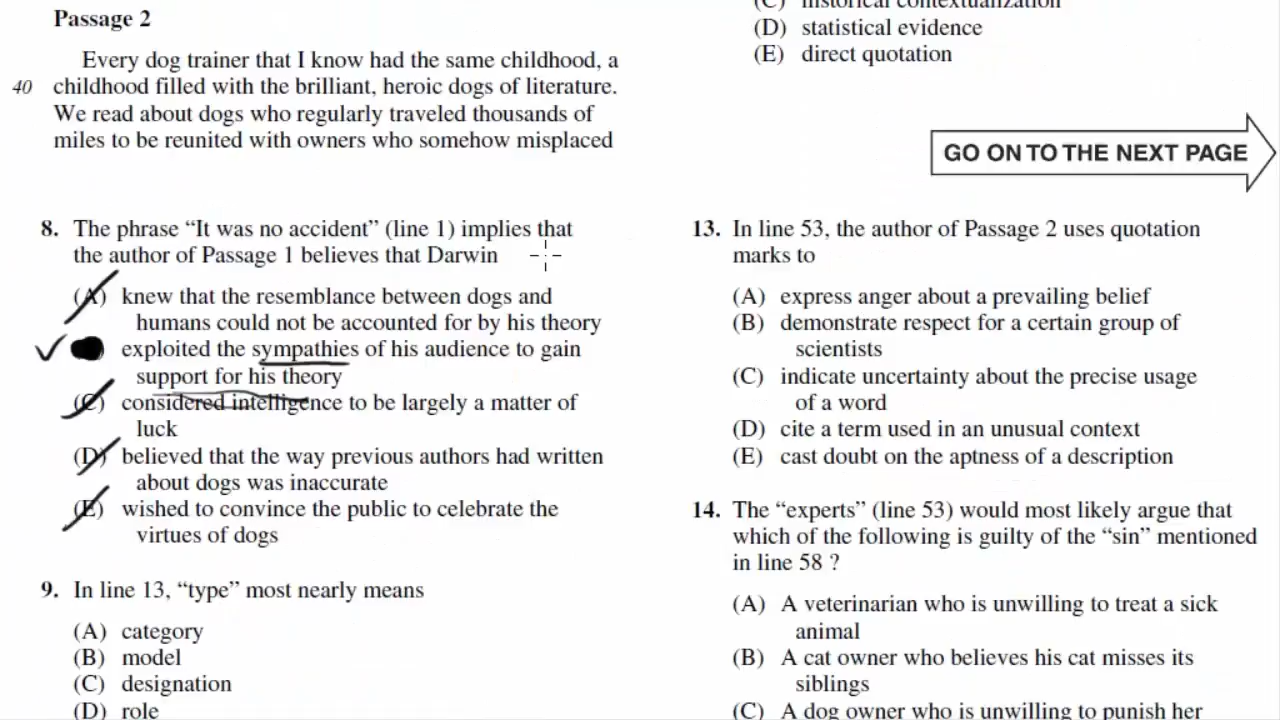 Passage 2
Every dog trainer that I know had the same childhood, a
40 childhood filled with the brilliant, heroic dogs of literature.
We read about dogs who regularly traveled thousands of
miles to be reunited with owners who somehow misplaced
8. The phrase “It was no accident” (line 1) implies that
the author of Passage 1 believes that Darwin
(A) knew that the resemblance between dogs and
humans could not be accounted for by his theory
exploited the sympathies of his audience to gain
support for his theory
(C) considered intelligence to be largely a matter of
luck
(D) believed that the way previous authors had written
about dogs was inaccurate
(E) wished to convince the public to celebrate the
virtues of dogs
9. In line 13, “type” most nearly means
(A) category
(B) model
(C) designation
(D) role
(C) historical contextualization
(D) statistical evidence
(E) direct quotation
GO ON TO THE NEXT PAGE
13. In line 53, the author of Passage 2 uses quotation
marks to
(A) express anger about a prevailing belief
(B) demonstrate respect for a certain group of
scientists
(C) indicate uncertainty about the precise usage
of a word
(D) cite a term used in an unusual context
(E) cast doubt on the aptness of a description
14. The “experts” (line 53) would most likely argue that
which of the following is guilty of the “sin” mentioned
in line 58 ?
(A) A veterinarian who is unwilling to treat a sick
animal
(B) A cat owner who believes his cat misses its
siblings
(C) A dog owner who is unwilling to punish her